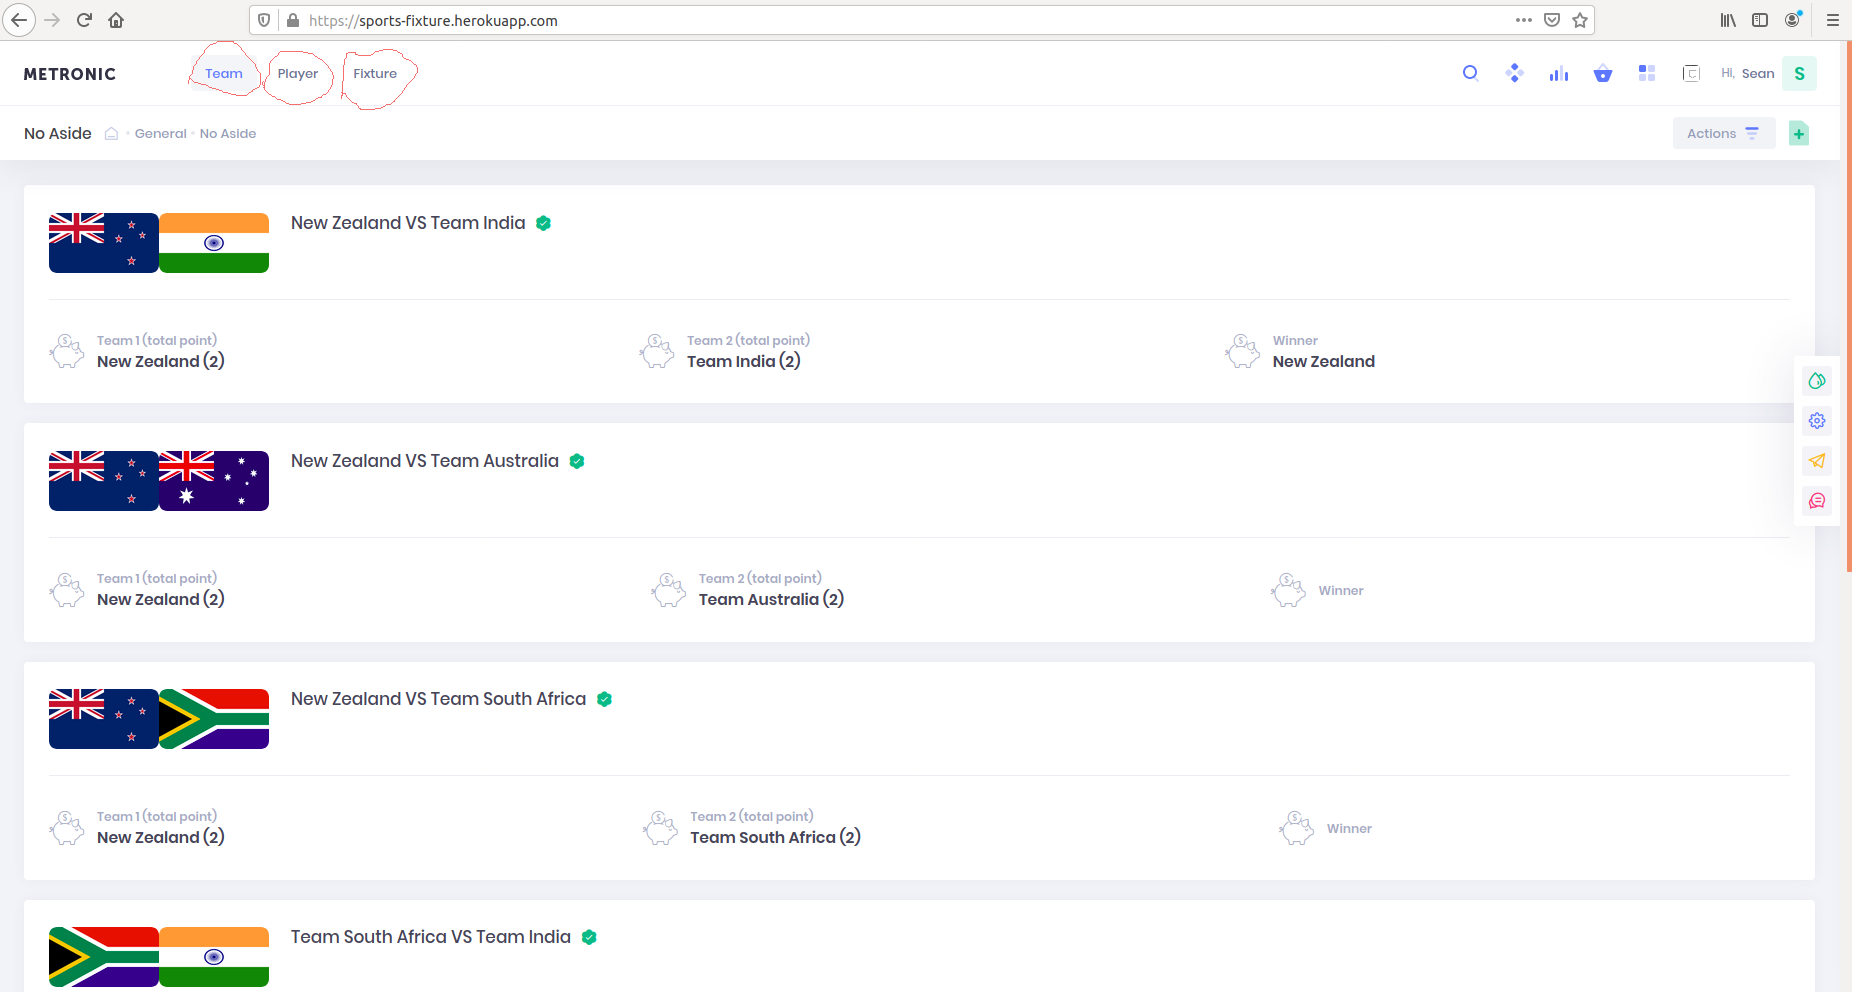 https://sports-fixture.herokuapp.com
METRONIC Team Player Fixture Hi, Sean S
No Aside General No Aside Actions
New Zealand VS Team India
Team 1 (total point) Team 2 (total point) Winner
New Zealand (2) Team India (2) New Zealand
New Zealand VS Team Australia
Team 1 (total point) Team 2 (total point)
New Zealand (2) Team Australia (2) Winner
New Zealand VS Team South Africa
Team 1 (total point) Team 2 (total point)
New Zealand (2) Team South Africa (2) Winner
Team South Africa VS Team India